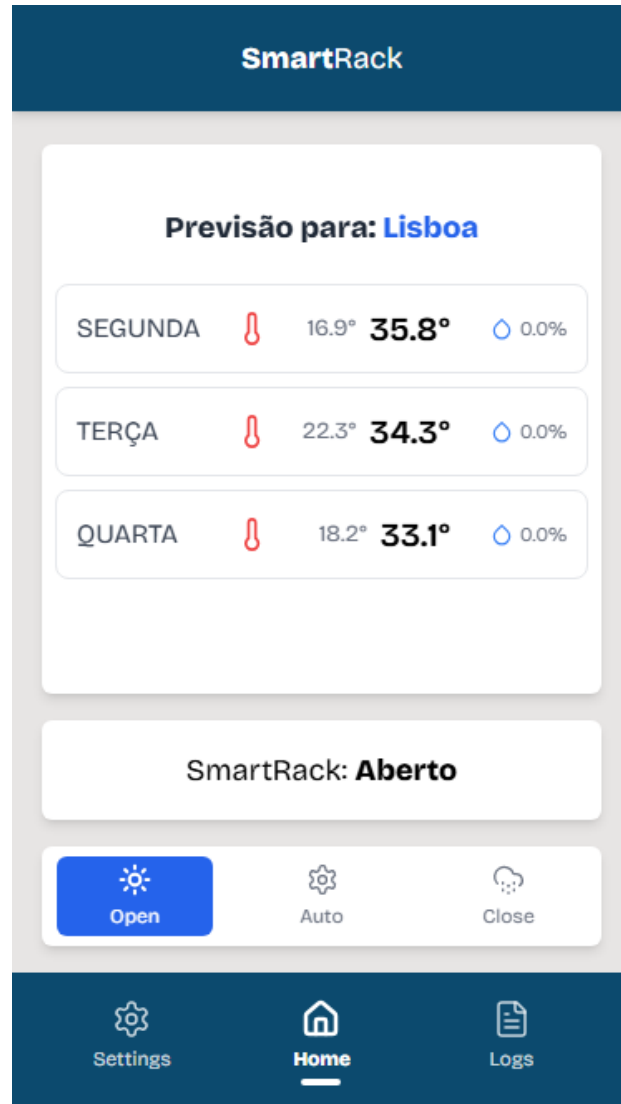 SmartRack
Previsão para: Lisboa
SEGUNDA 16.9° 35.8° 0.0%
TERÇA 22.3° 34.3° 0.0%
QUARTA 18.2° 33.1° 0.0%
SmartRack: Aberto
Open Auto Close
Settings Home Logs